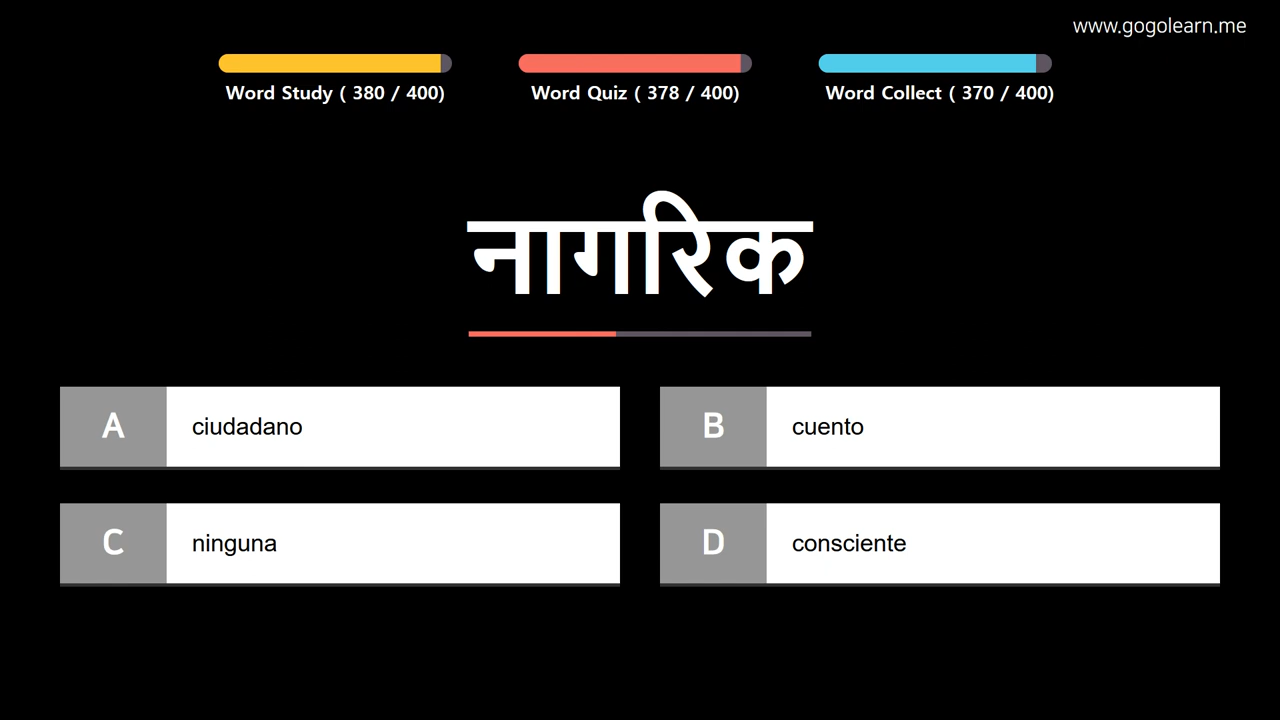 www.gogolearn.me
Word Study ( 380 / 400)
Word Quiz ( 378 / 400)
Word Collect ( 370 / 400)
नागरिक
A
ciudadano
B
cuento
C
ninguna
D
consciente